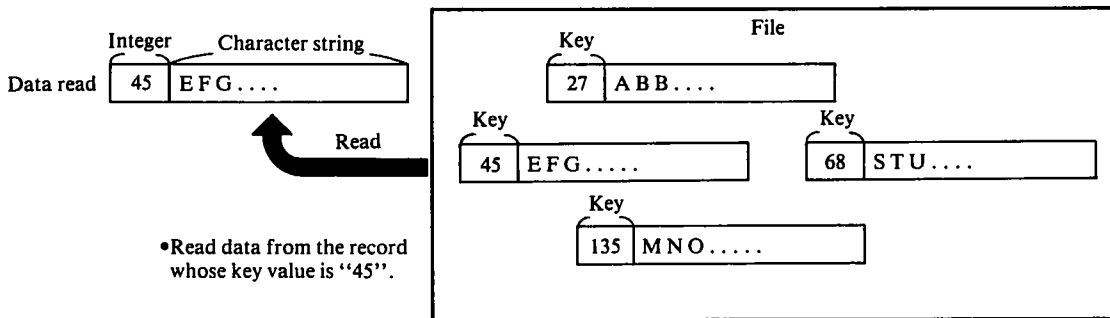 File
Integer Character string
Data read 45 EFG....
Read
Key
27 ABB....
Key
45 EFG.....
Key
68 STU....
Key
135 MNO.....
•Read data from the record
whose key value is "45".